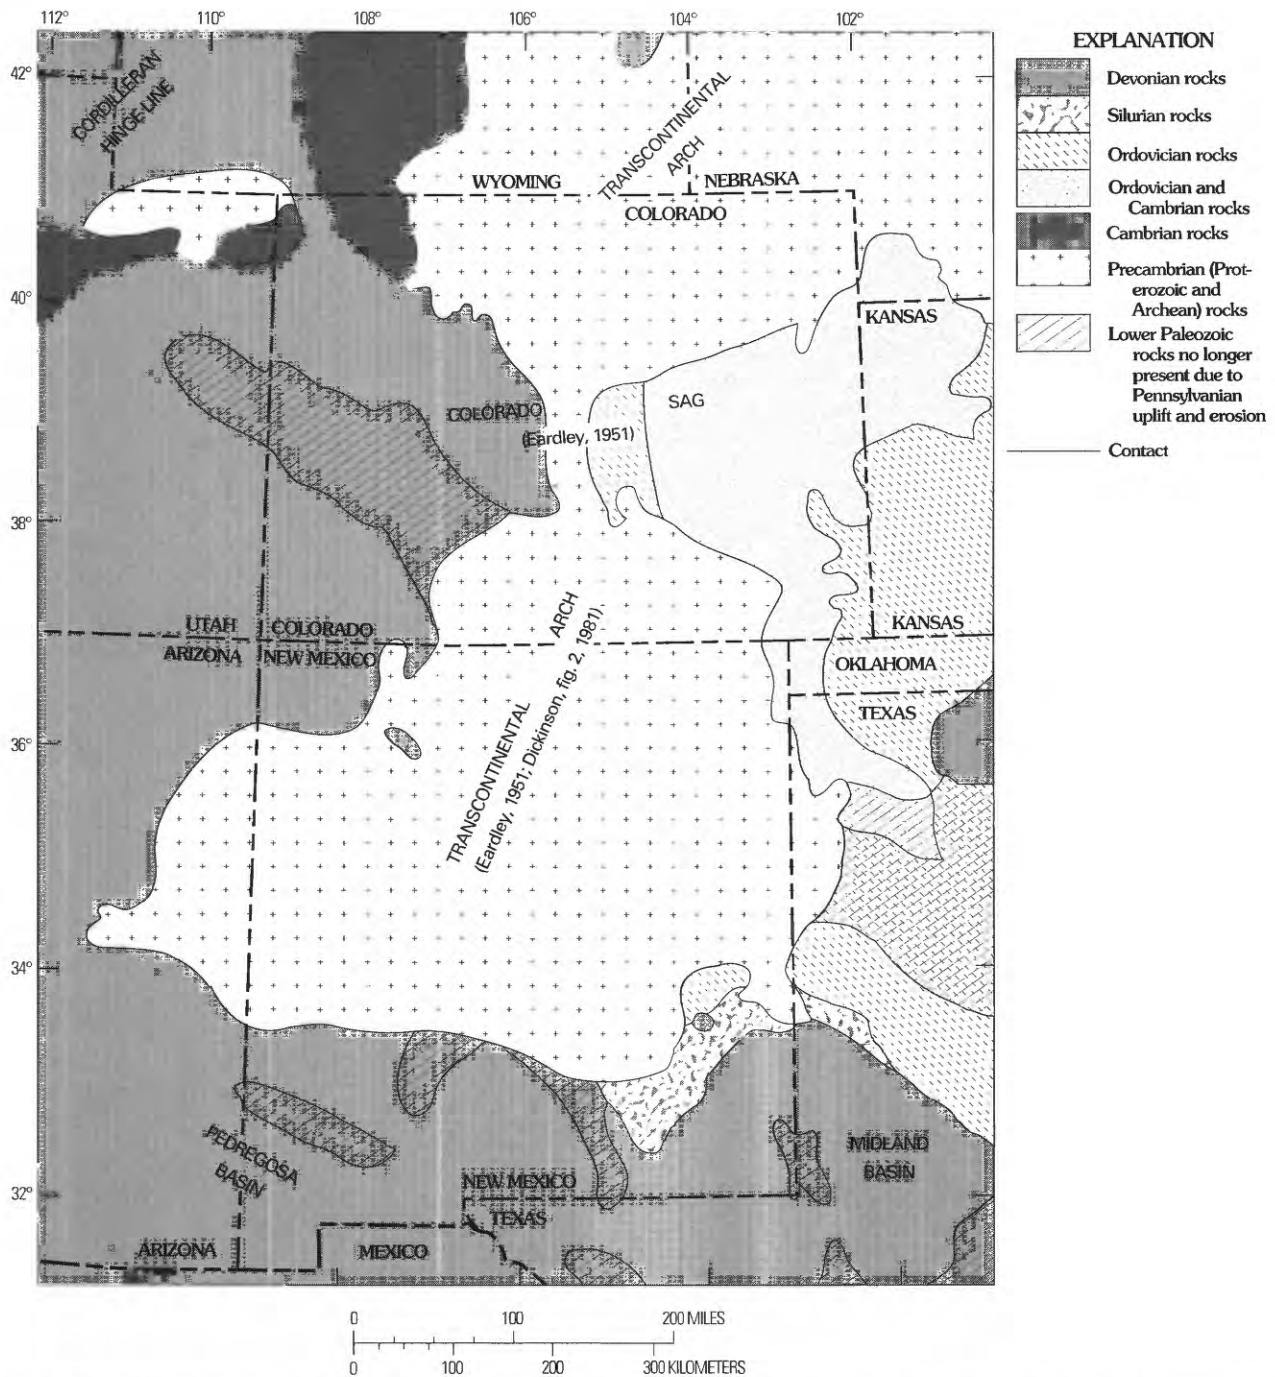 112° 110° 108° 106° 104° 102°
EXPLANATION
Devonian rocks
Silurian rocks
Ordovician rocks
Ordovician and
Cambrian rocks
Cambrian rocks
Precambrian (Prot-
erozoic and
Archean) rocks
Lower Paleozoic
rocks no longer
present due to
Pennsylvanian
uplift and erosion
Contact
42°
40°
38°
36°
34°
32°
CORDILLERAN
HINGE LINE
TRANSCONTINENTAL
ARCH
WYOMING
NEBRASKA
COLORADO
KANSAS
COLORADO
SAG
(Eardley, 1951)
UTAH
COLORADO
ARIZONA
NEW MEXICO
TRANSCONTINENTAL
ARCH
(Eardley, 1951; Dickinson, fig. 2, 1981)
KANSAS
OKLAHOMA
TEXAS
PEDREGOSA
BASIN
MIDLAND
BASIN
NEW MEXICO
TEXAS
ARIZONA
MEXICO
0 100 200 MILES
0 100 200 300 KILOMETERS